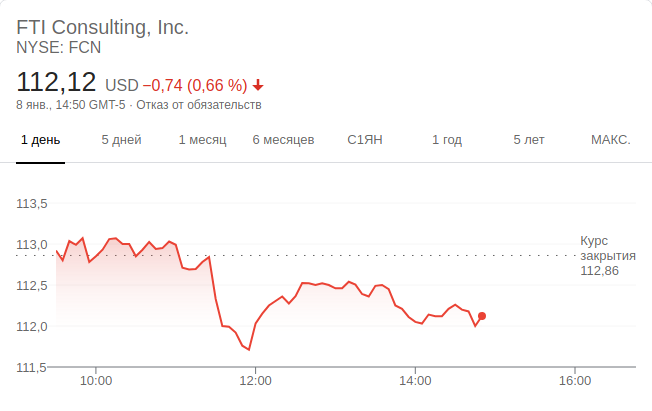 FTI Consulting, Inc.
NYSE: FCN
112,12 USD −0,74 (0,66 %)
8 янв., 14:50 GMT-5 · Отказ от обязательств
1 день 5 дней 1 месяц 6 месяцев С1ЯН 1 год 5 лет МАКС.
113,5
113,0
Курс
закрытия
112,86
112,5
112,0
111,5
10:00 12:00 14:00 16:00